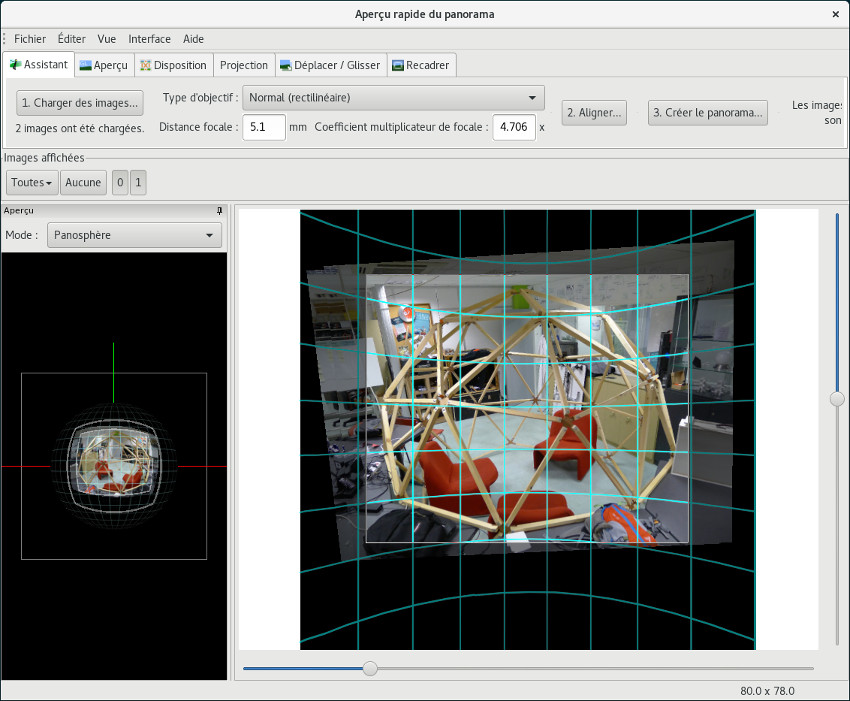 Aperçu rapide du panorama
Fichier Éditer Vue Interface Aide
Assistant Aperçu Disposition Projection Déplacer / Glisser Recadrer
1. Charger des images...
2 images ont été chargées.
Type d'objectif : Normal (rectilinéaire)
Distance focale : 5.1 mm Coefficient multiplicateur de focale : 4.706 x
2. Aligner...
3. Créer le panorama...
Les images
son
Images affichées
Toutes Aucune 0 1
Aperçu
Mode : Panosphère
80.0 x 78.0